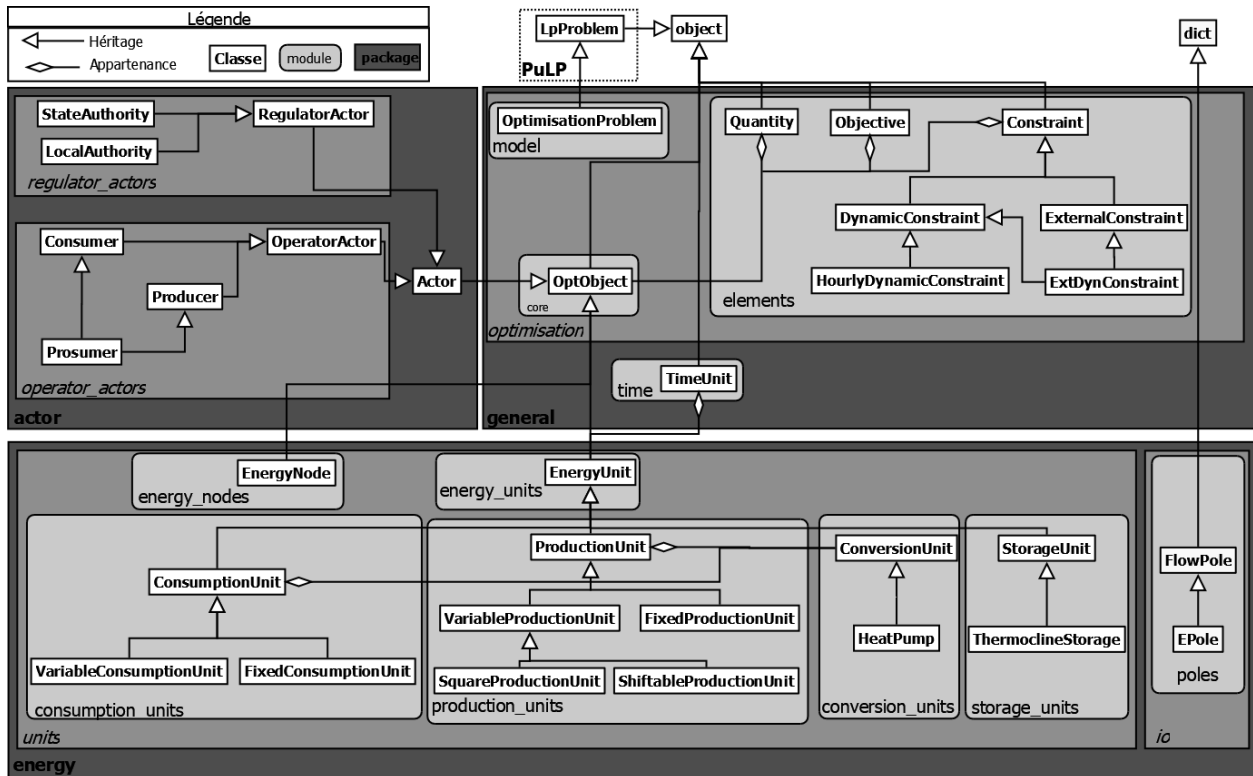 Légende
Héritage
Appartenance
Classe
module
package
LpProblem
object
dict
PuLP
StateAuthority
RegulatorActor
LocalAuthority
regulator_actors
Consumer
OperatorActor
Producer
Prosumer
operator_actors
Actor
actor
OptimisationProblem
model
Quantity
Objective
Constraint
DynamicConstraint
ExternalConstraint
HourlyDynamicConstraint
ExtDynConstraint
elements
OptObject
core
optimisation
TimeUnit
time
general
EnergyNode
energy_nodes
EnergyUnit
energy_units
ConsumptionUnit
VariableConsumptionUnit
FixedConsumptionUnit
consumption_units
ProductionUnit
VariableProductionUnit
FixedProductionUnit
SquareProductionUnit
ShiftableProductionUnit
production_units
ConversionUnit
HeatPump
conversion_units
StorageUnit
ThermoclineStorage
storage_units
units
FlowPole
EPole
poles
io
energy